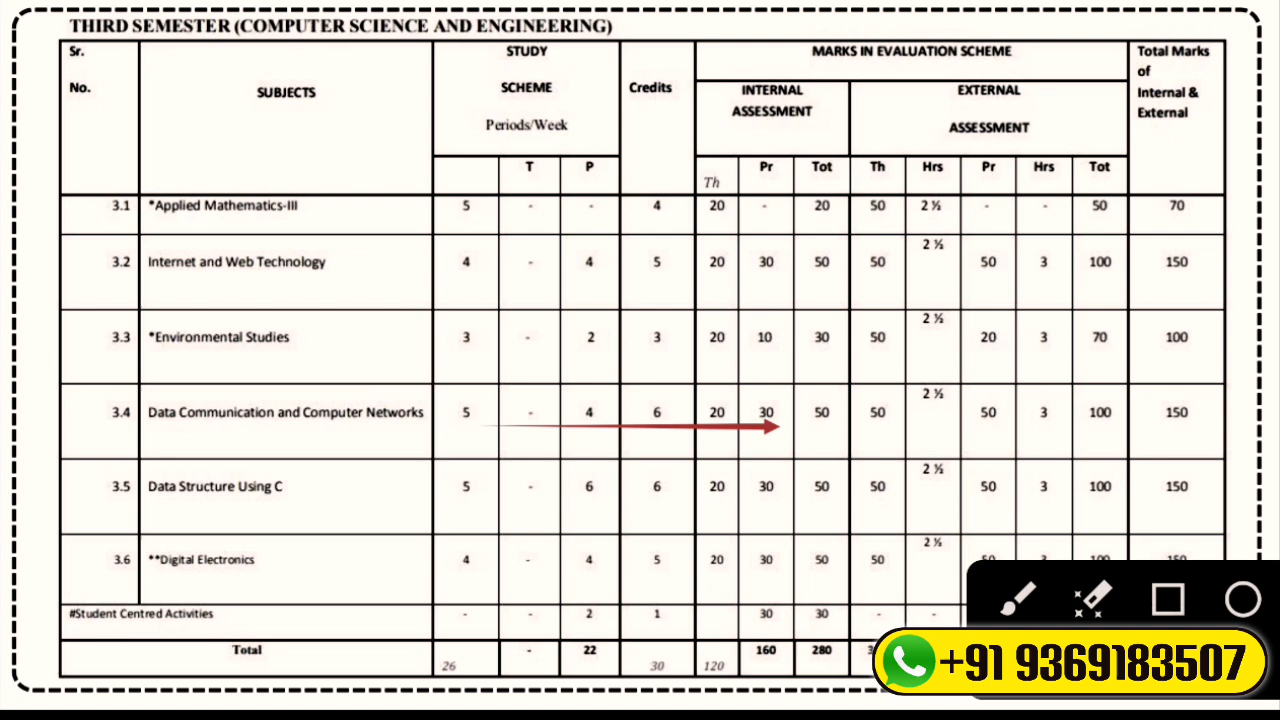 THIRD SEMESTER (COMPUTER SCIENCE AND ENGINEERING)
Sr. No. SUBJECTS STUDY SCHEME Periods/Week Credits MARKS IN EVALUATION SCHEME Total Marks of Internal & External
INTERNAL ASSESSMENT EXTERNAL ASSESSMENT
T P Th Pr Tot Th Hrs Pr Hrs Tot
3.1 *Applied Mathematics-III 5 - - 4 20 - 20 50 2 ½ - - 50 70
3.2 Internet and Web Technology 4 - 4 5 20 30 50 50 2 ½ 50 3 100 150
3.3 *Environmental Studies 3 - 2 3 20 10 30 50 2 ½ 20 3 70 100
3.4 Data Communication and Computer Networks 5 - 4 6 20 30 50 50 2 ½ 50 3 100 150
3.5 Data Structure Using C 5 - 6 6 20 30 50 50 2 ½ 50 3 100 150
3.6 **Digital Electronics 4 - 4 5 20 30 50 50 2 ½ 50 3 100 150
#Student Centred Activities - - 2 1 30 30 - -
Total 26 - 22 30 120 160 280
+91 9369183507